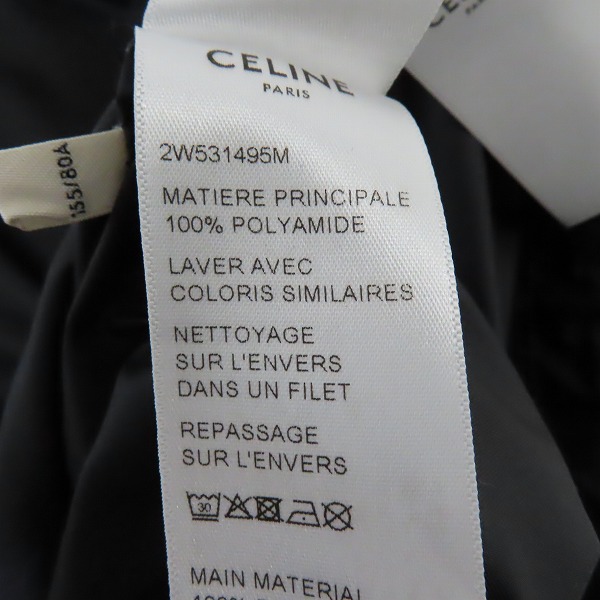 CELINE
PARIS
2W531495M
MATIERE PRINCIPALE
100% POLYAMIDE
LAVER AVEC
COLORIS SIMILAIRES
NETTOYAGE
SUR L'ENVERS
DANS UN FILET
REPASSAGE
SUR L'ENVERS
30
MAIN MATERIAL
155/80A